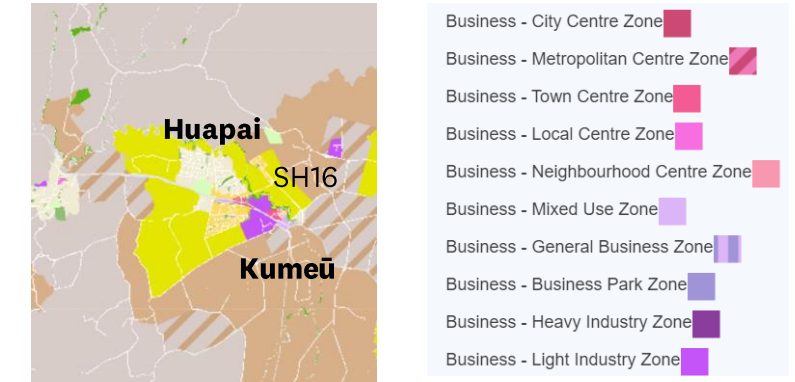 Huapai
SH16
Kumeū
Business - City Centre Zone
Business - Metropolitan Centre Zone
Business - Town Centre Zone
Business - Local Centre Zone
Business - Neighbourhood Centre Zone
Business - Mixed Use Zone
Business - General Business Zone
Business - Business Park Zone
Business - Heavy Industry Zone
Business - Light Industry Zone